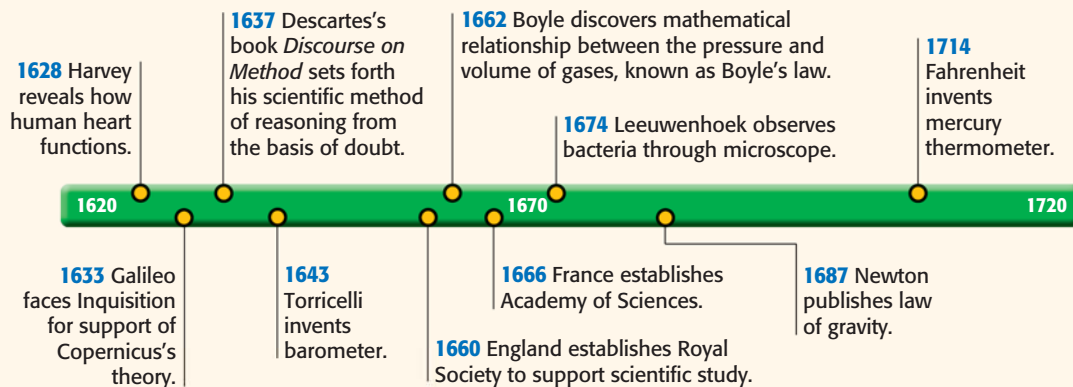 1628 Harvey
reveals how
human heart
functions.
1637 Descartes's
book Discourse on
Method sets forth
his scientific method
of reasoning from
the basis of doubt.
1662 Boyle discovers mathematical
relationship between the pressure and
volume of gases, known as Boyle's law.
1674 Leeuwenhoek observes
bacteria through microscope.
1714
Fahrenheit
invents
mercury
thermometer.
1620
1670
1720
1633 Galileo
faces Inquisition
for support of
Copernicus's
theory.
1643
Torricelli
invents
barometer.
1660 England establishes Royal
Society to support scientific study.
1666 France establishes
Academy of Sciences.
1687 Newton
publishes law
of gravity.